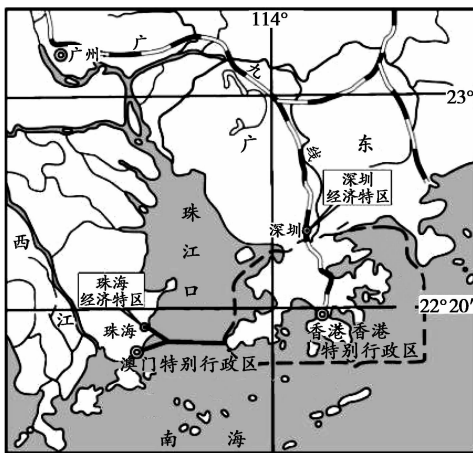 114°
广州
广
九
23°
广
东
线
深圳
经济特区
深圳
珠
江
口
西
江
珠海
经济特区
22°20′
珠海
香港 香港
澳门特别行政区
特别行政区
南 海